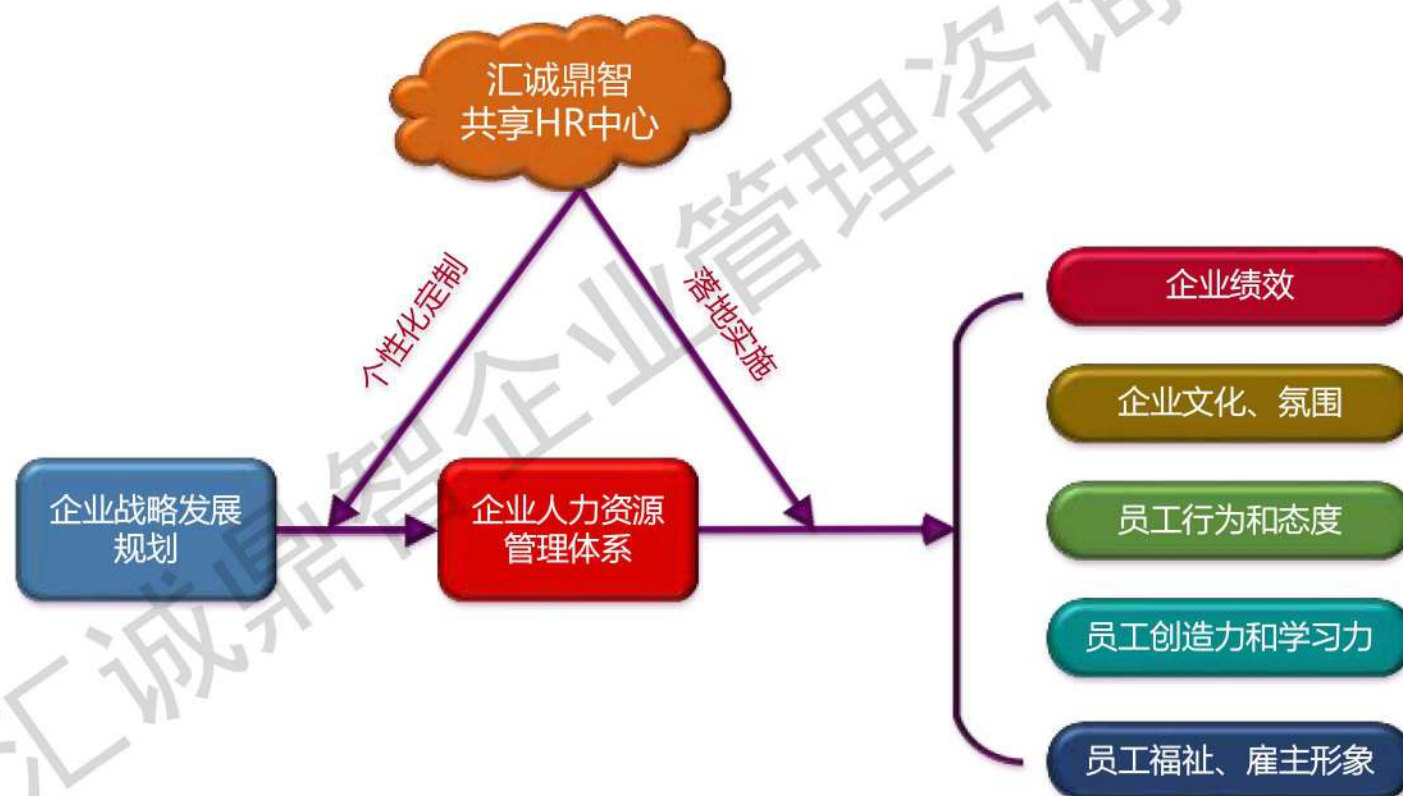 汇诚鼎智
共享HR中心
个性化定制
落地实施
企业战略发展
规划
企业人力资源
管理体系
企业绩效
企业文化、氛围
员工行为和态度
员工创造力和学习力
员工福祉、雇主形象
汇诚鼎智企业管理咨询